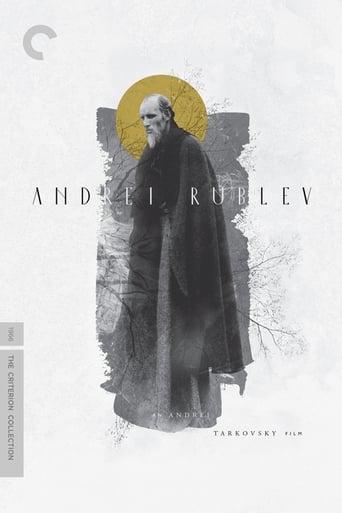 ANDREI RUBLEV
AN ANDREI
TARKOVSKY FILM
1966
THE CRITERION COLLECTION